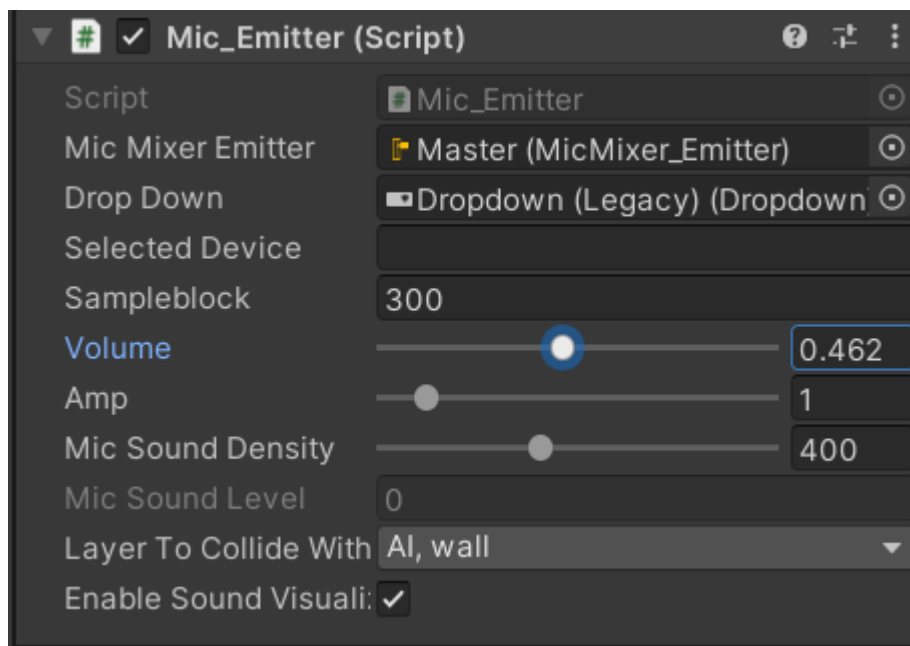 Mic_Emitter (Script)
Script Mic_Emitter
Mic Mixer Emitter Master (MicMixer_Emitter)
Drop Down Dropdown (Legacy) (Dropdown
Selected Device
Sampleblock 300
Volume 0.462
Amp 1
Mic Sound Density 400
Mic Sound Level 0
Layer To Collide With AI, wall
Enable Sound Visuali